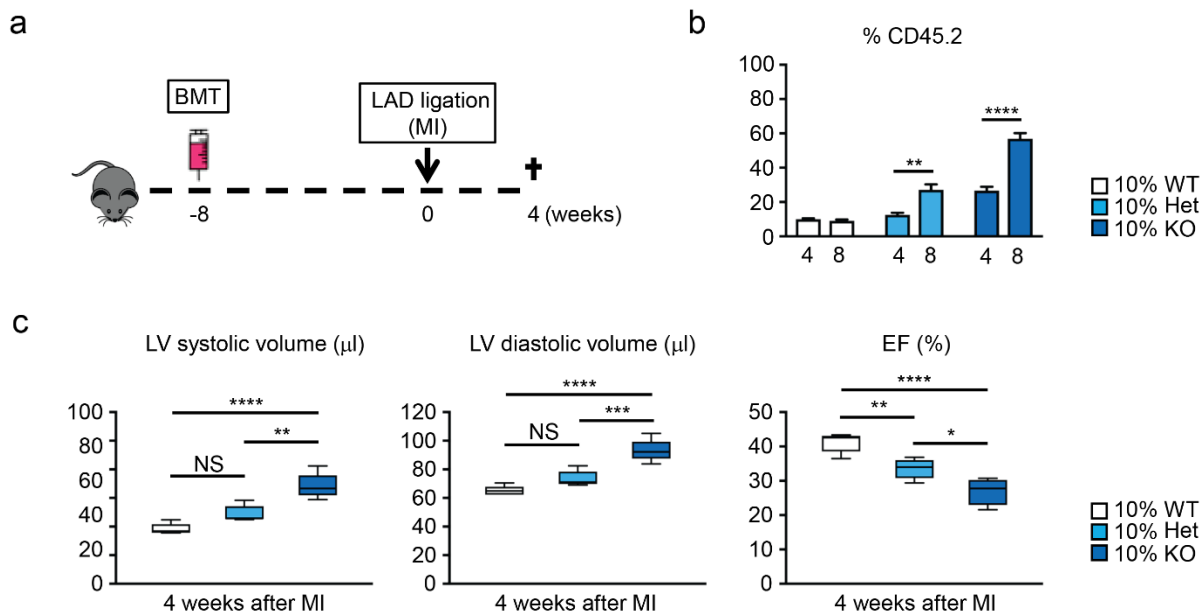 a
BMT
LAD ligation
(MI)
-8
0
4 (weeks)
b
% CD45.2
100
80
60
40
20
0
**
****
4 8 4 8 4 8
10% WT
10% Het
10% KO
c
LV systolic volume (μl)
100
80
60
40
20
0
****
**
NS
4 weeks after MI
LV diastolic volume (μl)
120
100
80
60
40
20
0
****
***
NS
4 weeks after MI
EF (%)
50
40
30
20
10
0
****
**
*
4 weeks after MI
10% WT
10% Het
10% KO